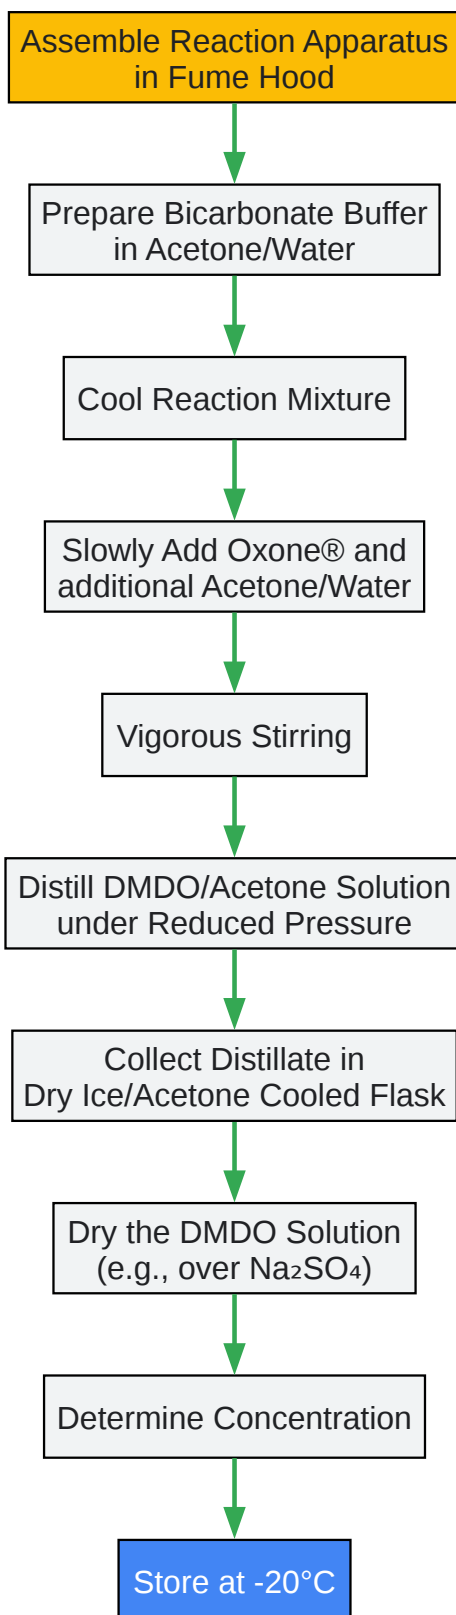 Assemble Reaction Apparatus
in Fume Hood
Prepare Bicarbonate Buffer
in Acetone/Water
Cool Reaction Mixture
Slowly Add Oxone® and
additional Acetone/Water
Vigorous Stirring
Distill DMDO/Acetone Solution
under Reduced Pressure
Collect Distillate in
Dry Ice/Acetone Cooled Flask
Dry the DMDO Solution
(e.g., over Na₂SO₄)
Determine Concentration
Store at -20°C